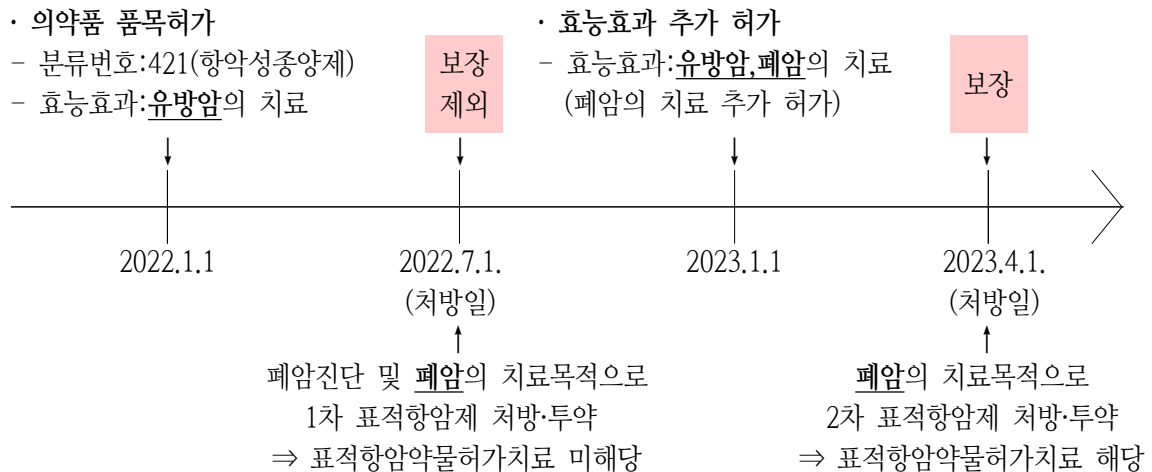 · 의약품 품목허가
- 분류번호:421(항악성종양제)
- 효능효과:유방암의 치료
보장
제외
· 효능효과 추가 허가
- 효능효과:유방암,폐암의 치료
(폐암의 치료 추가 허가)
보장
2022.1.1
2022.7.1.
(처방일)
2023.1.1
2023.4.1.
(처방일)
폐암진단 및 폐암의 치료목적으로
1차 표적항암제 처방·투약
⇒ 표적항암약물허가치료 미해당
폐암의 치료목적으로
2차 표적항암제 처방·투약
⇒ 표적항암약물허가치료 해당